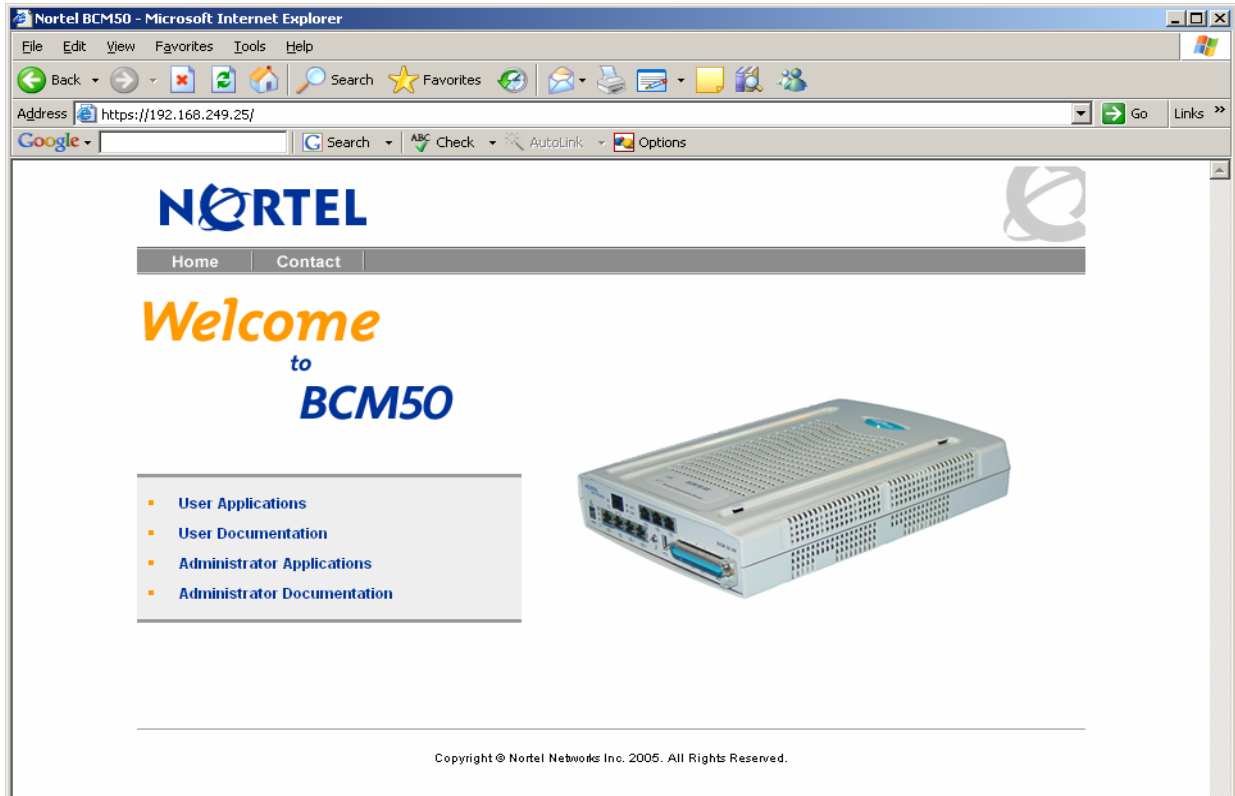 Nortel BCM50 - Microsoft Internet Explorer
File Edit View Favorites Tools Help
Back Search Favorites
Address https://192.168.249.25/ Go Links »
Google Search ABC Check AutoLink Options
NORTEL
Home Contact
Welcome
to
BCM50
User Applications
User Documentation
Administrator Applications
Administrator Documentation
Copyright © Nortel Networks Inc. 2005. All Rights Reserved.